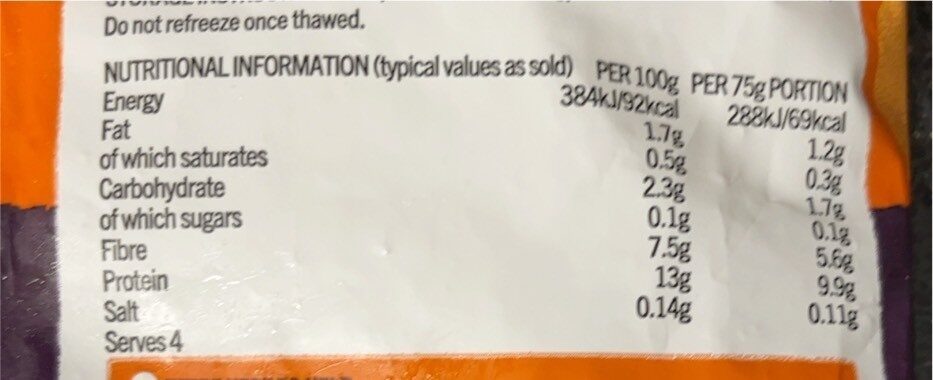 Do not refreeze once thawed.
NUTRITIONAL INFORMATION (typical values as sold) PER 100g PER 75g PORTION
Energy 384kJ/92kcal 288kJ/69kcal
Fat 1.7g 1.2g
of which saturates 0.5g 0.3g
Carbohydrate 2.3g 1.7g
of which sugars 0.1g 0.1g
Fibre 7.5g 5.6g
Protein 13g 9.9g
Salt 0.14g 0.11g
Serves 4